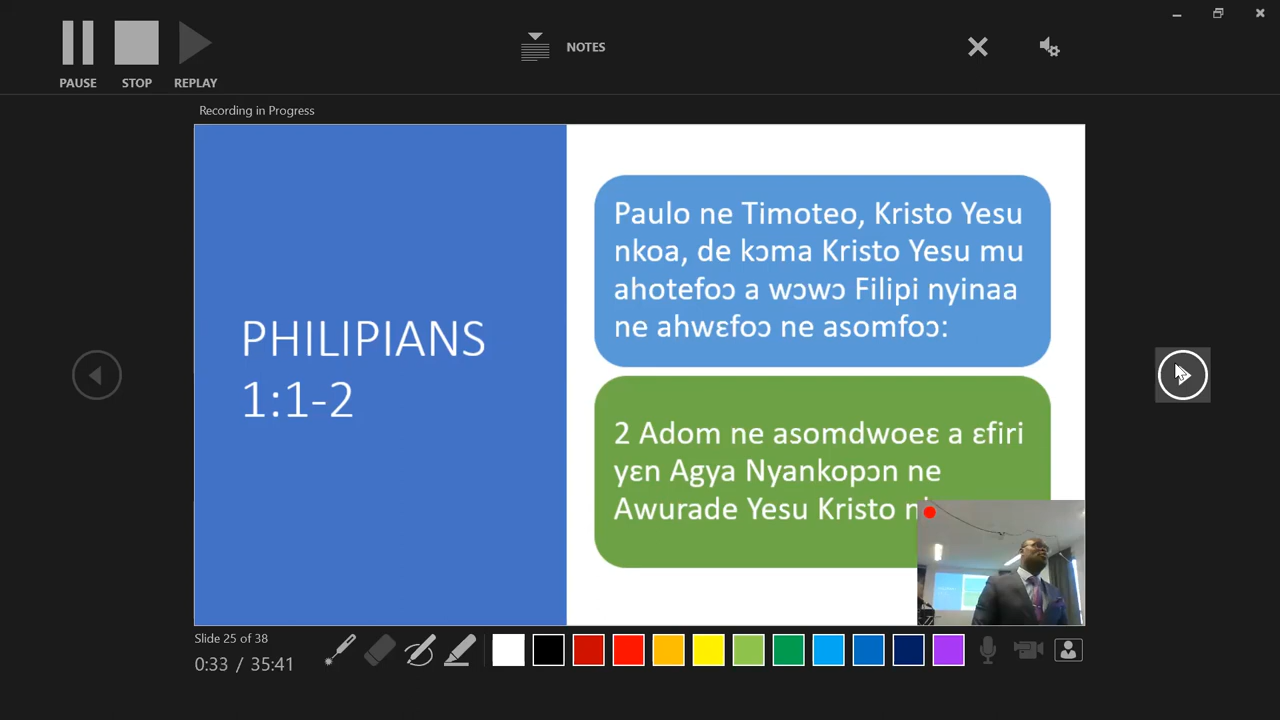 PAUSE
STOP
REPLAY
NOTES
Recording in Progress
PHILIPIANS
1:1-2
Paulo ne Timoteo, Kristo Yesu
nkoa, de kɔma Kristo Yesu mu
ahotefoɔ a wɔwɔ Filipi nyinaa
ne ahwɛfoɔ ne asomfoɔ:
2 Adom ne asomdwoeɛ a ɛfiri
yɛn Agya Nyankopɔn ne
Awurade Yesu Kristo
Slide 25 of 38
0:33 / 35:41